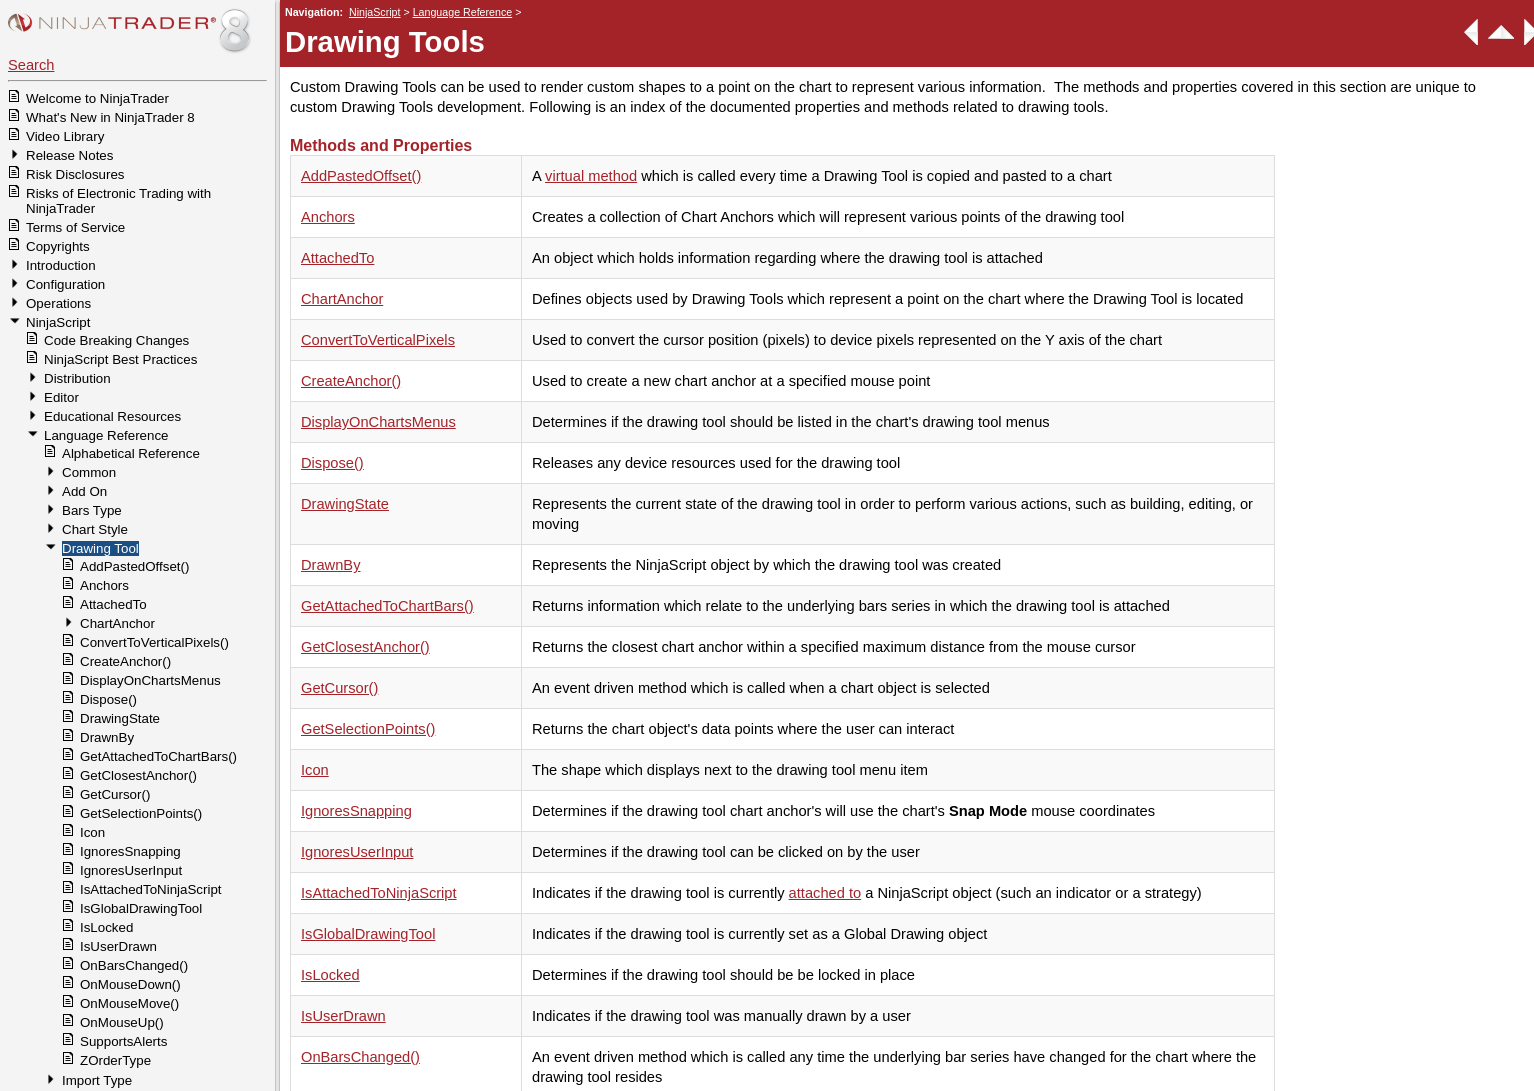 NINJATRADER® 8
Search
Welcome to NinjaTrader
What's New in NinjaTrader 8
Video Library
Release Notes
Risk Disclosures
Risks of Electronic Trading with
NinjaTrader
Terms of Service
Copyrights
Introduction
Configuration
Operations
NinjaScript
Code Breaking Changes
NinjaScript Best Practices
Distribution
Editor
Educational Resources
Language Reference
Alphabetical Reference
Common
Add On
Bars Type
Chart Style
Drawing Tool
AddPastedOffset()
Anchors
AttachedTo
ChartAnchor
ConvertToVerticalPixels()
CreateAnchor()
DisplayOnChartsMenus
Dispose()
DrawingState
DrawnBy
GetAttachedToChartBars()
GetClosestAnchor()
GetCursor()
GetSelectionPoints()
Icon
IgnoresSnapping
IgnoresUserInput
IsAttachedToNinjaScript
IsGlobalDrawingTool
IsLocked
IsUserDrawn
OnBarsChanged()
OnMouseDown()
OnMouseMove()
OnMouseUp()
SupportsAlerts
ZOrderType
Import Type
Navigation: NinjaScript > Language Reference >
Drawing Tools
Custom Drawing Tools can be used to render custom shapes to a point on the chart to represent various information. The methods and properties covered in this section are unique to
custom Drawing Tools development. Following is an index of the documented properties and methods related to drawing tools.
Methods and Properties
AddPastedOffset() A virtual method which is called every time a Drawing Tool is copied and pasted to a chart
Anchors Creates a collection of Chart Anchors which will represent various points of the drawing tool
AttachedTo An object which holds information regarding where the drawing tool is attached
ChartAnchor Defines objects used by Drawing Tools which represent a point on the chart where the Drawing Tool is located
ConvertToVerticalPixels Used to convert the cursor position (pixels) to device pixels represented on the Y axis of the chart
CreateAnchor() Used to create a new chart anchor at a specified mouse point
DisplayOnChartsMenus Determines if the drawing tool should be listed in the chart's drawing tool menus
Dispose() Releases any device resources used for the drawing tool
DrawingState Represents the current state of the drawing tool in order to perform various actions, such as building, editing, or
moving
DrawnBy Represents the NinjaScript object by which the drawing tool was created
GetAttachedToChartBars() Returns information which relate to the underlying bars series in which the drawing tool is attached
GetClosestAnchor() Returns the closest chart anchor within a specified maximum distance from the mouse cursor
GetCursor() An event driven method which is called when a chart object is selected
GetSelectionPoints() Returns the chart object's data points where the user can interact
Icon The shape which displays next to the drawing tool menu item
IgnoresSnapping Determines if the drawing tool chart anchor's will use the chart's Snap Mode mouse coordinates
IgnoresUserInput Determines if the drawing tool can be clicked on by the user
IsAttachedToNinjaScript Indicates if the drawing tool is currently attached to a NinjaScript object (such an indicator or a strategy)
IsGlobalDrawingTool Indicates if the drawing tool is currently set as a Global Drawing object
IsLocked Determines if the drawing tool should be be locked in place
IsUserDrawn Indicates if the drawing tool was manually drawn by a user
OnBarsChanged() An event driven method which is called any time the underlying bar series have changed for the chart where the
drawing tool resides